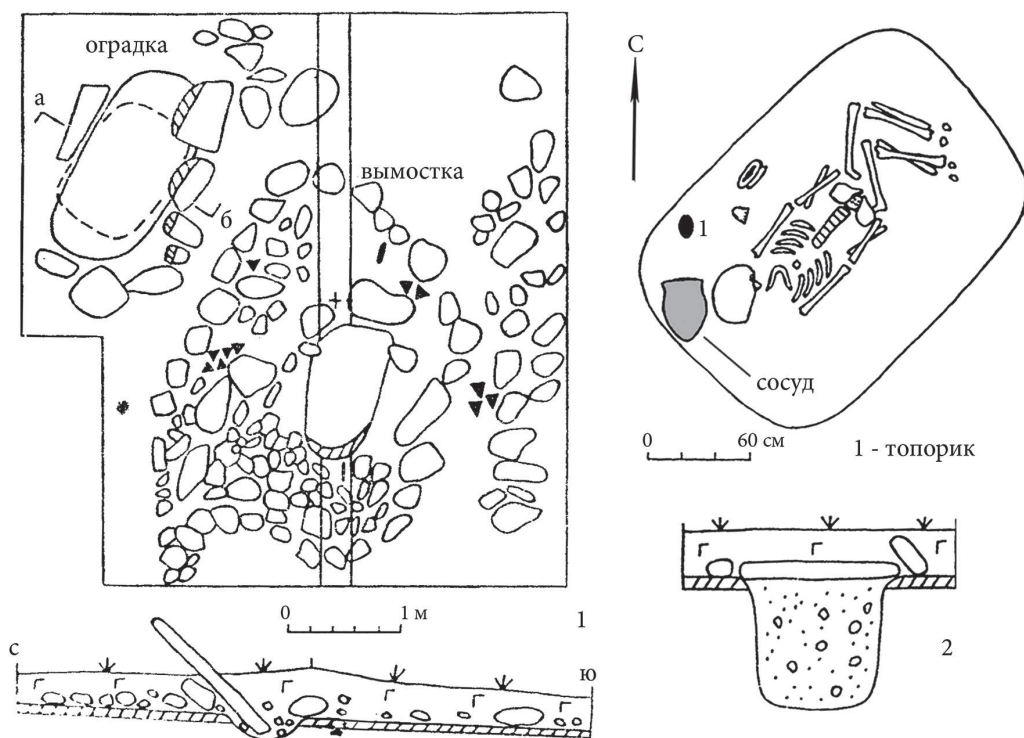 оградка
а
вымостка
б
0 1 м
1
с
ю
Г Г Г Г Г
С
1
сосуд
0 60 см
1 - топорик
Г Г Г
2